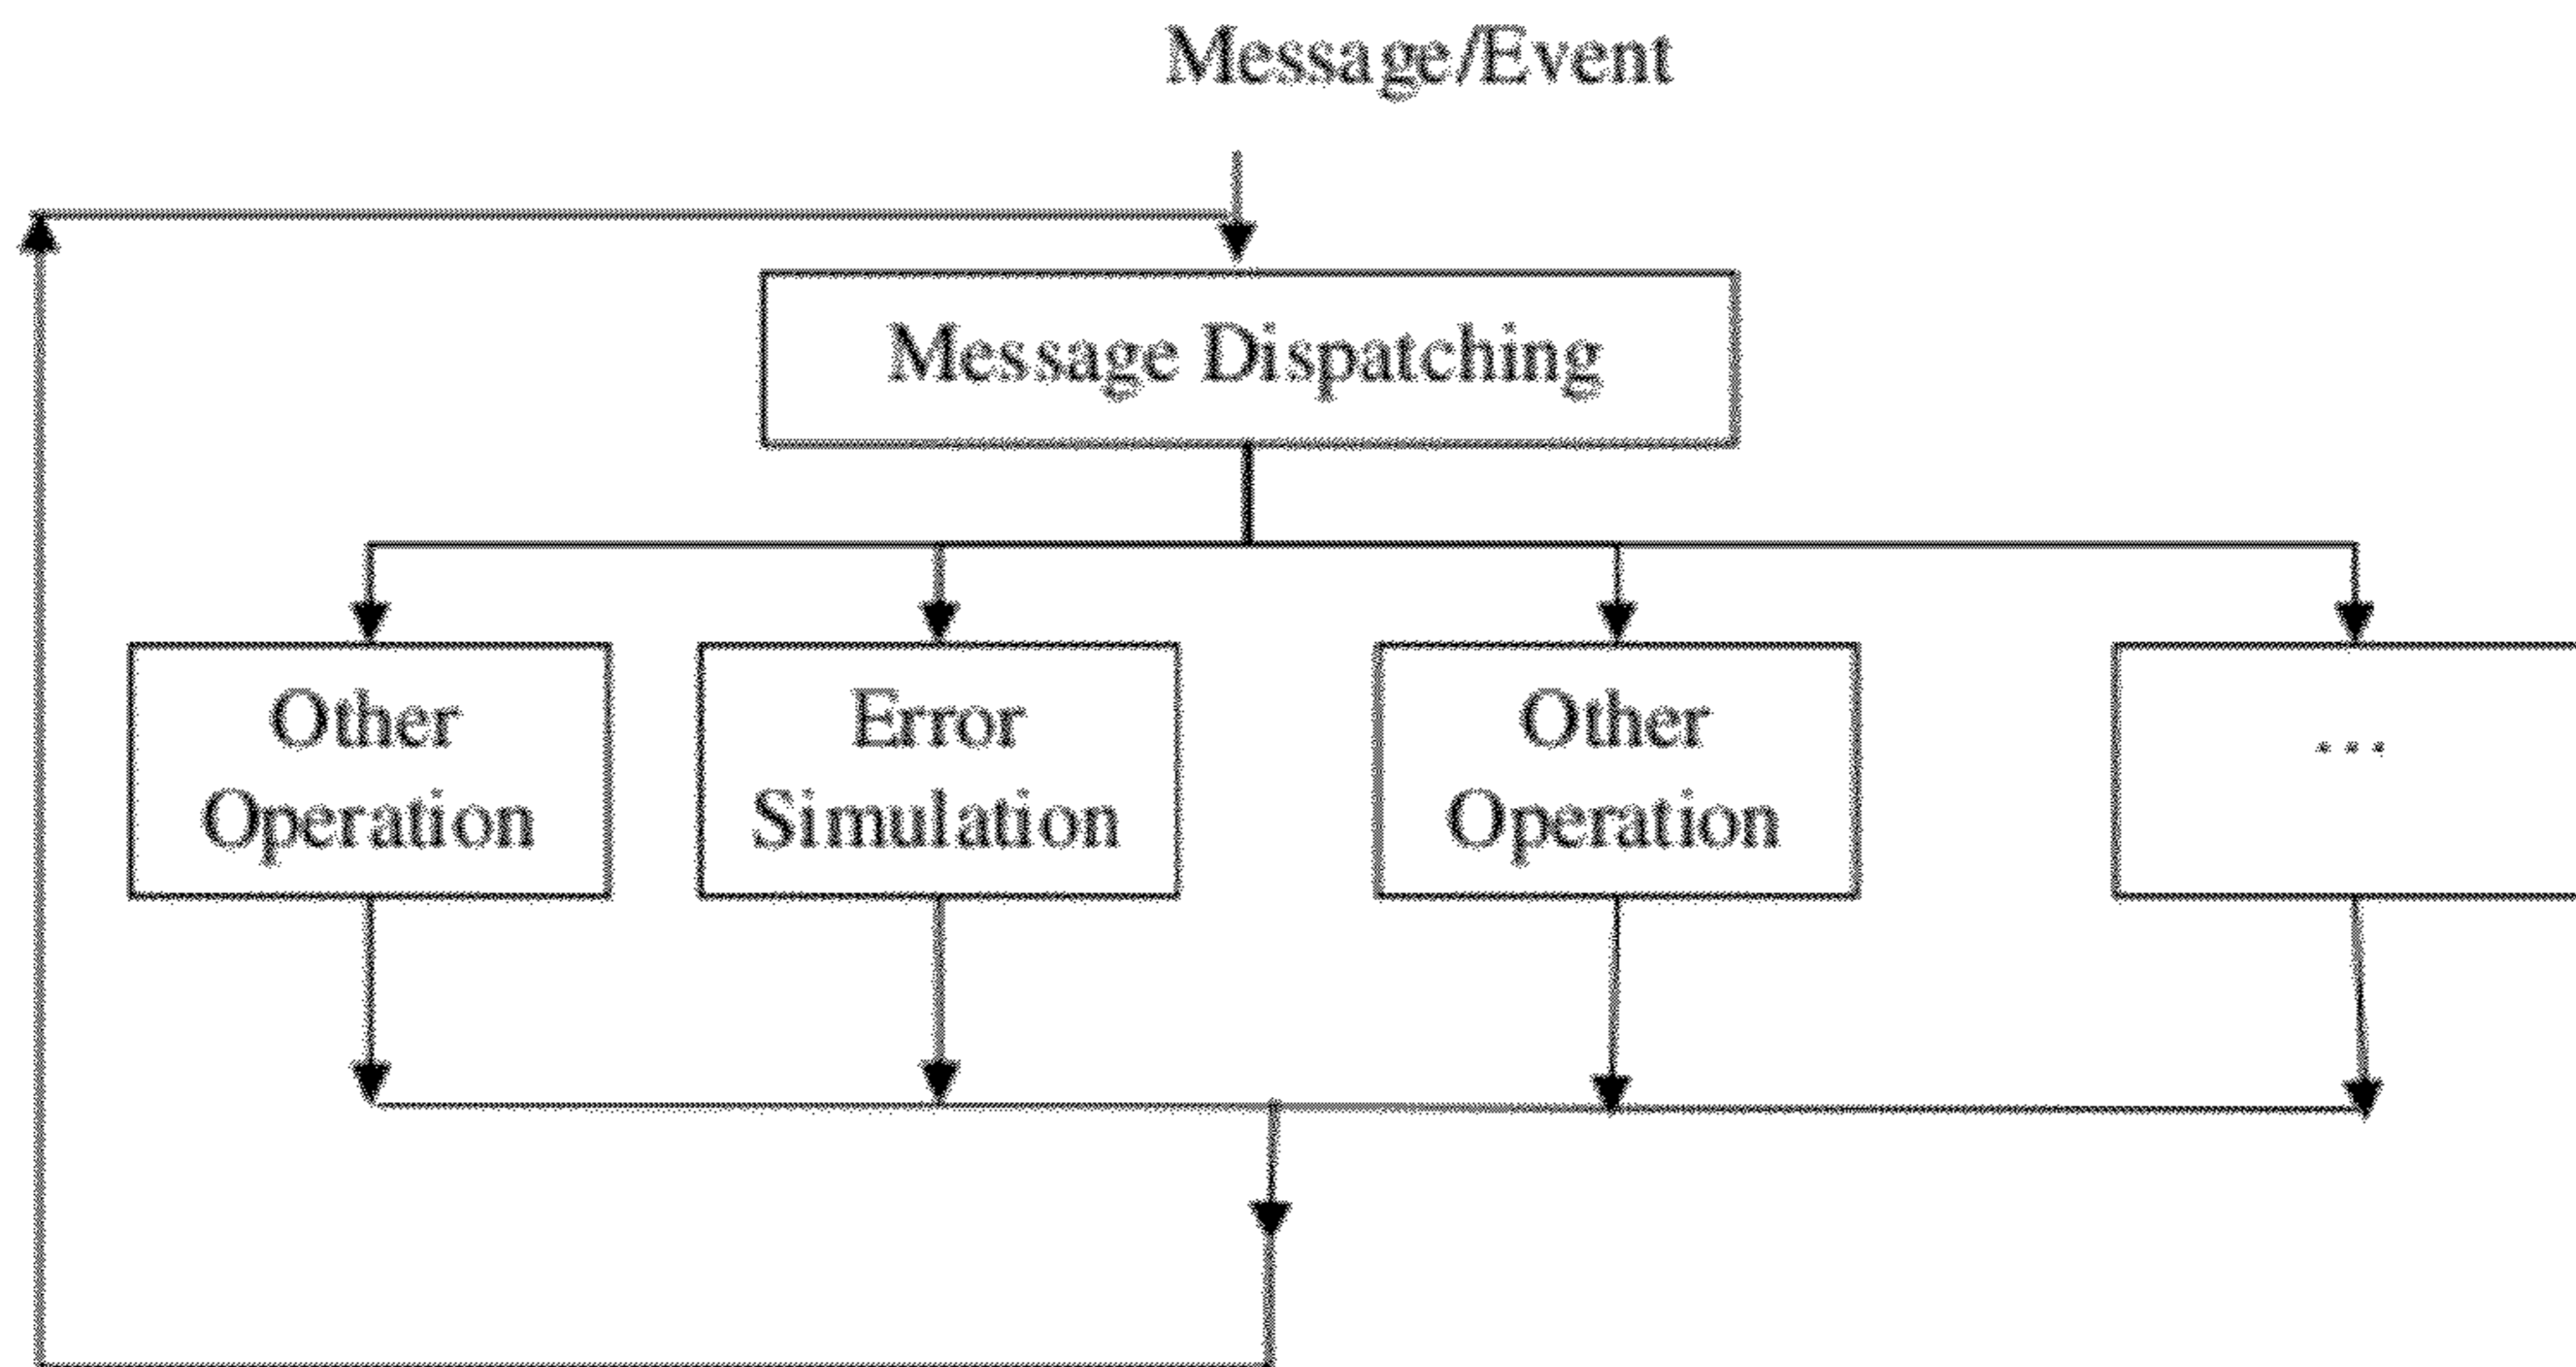 Message/Event
Message Dispatching
Other
Operation
Error
Simulation
Other
Operation
...